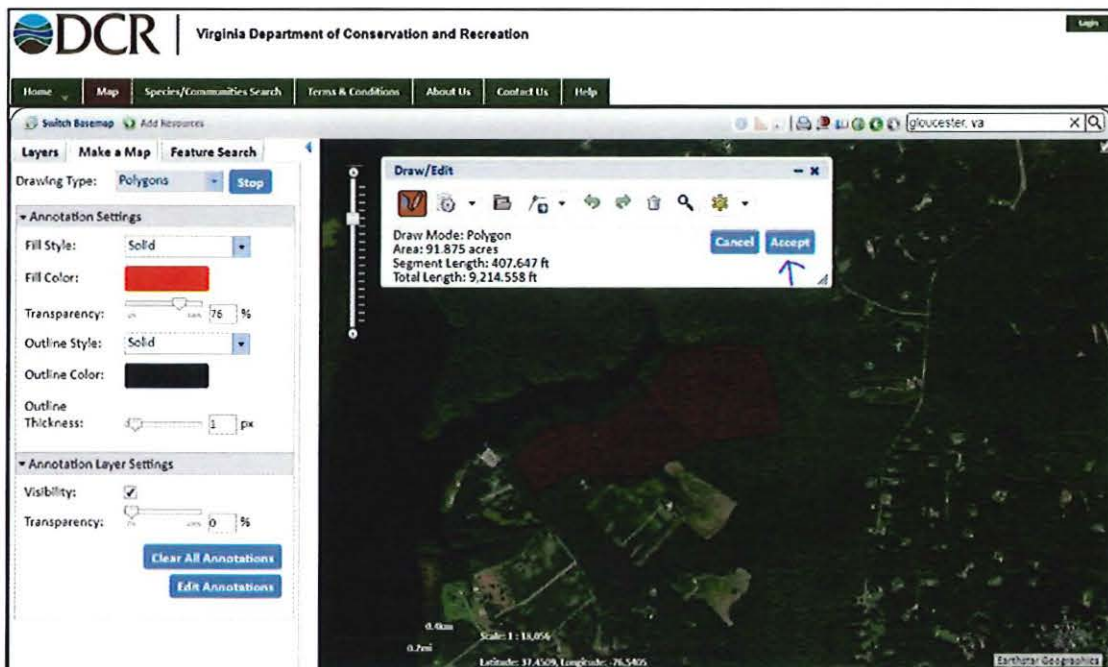 DCR | Virginia Department of Conservation and Recreation
Login
Home Map Species/Communities Search Terms & Conditions About Us Contact Us Help
Switch Basemap Add Resources
gloucester, va
Layers Make a Map Feature Search
Drawing Type: Polygons Stop
Annotation Settings
Fill Style: Solid
Fill Color:
Transparency: 76 %
Outline Style: Solid
Outline Color:
Outline
Thickness: 1 px
Annotation Layer Settings
Visibility:
Transparency: 0 %
Clear All Annotations
Edit Annotations
Draw/Edit
Draw Mode: Polygon
Area: 91.875 acres
Segment Length: 407.647 ft
Total Length: 9,214.558 ft
Cancel Accept
0.4km
0.2mi
Scale: 1 : 18,056
Latitude: 37.4509, Longitude: -76.5405
Earthstar Geographics